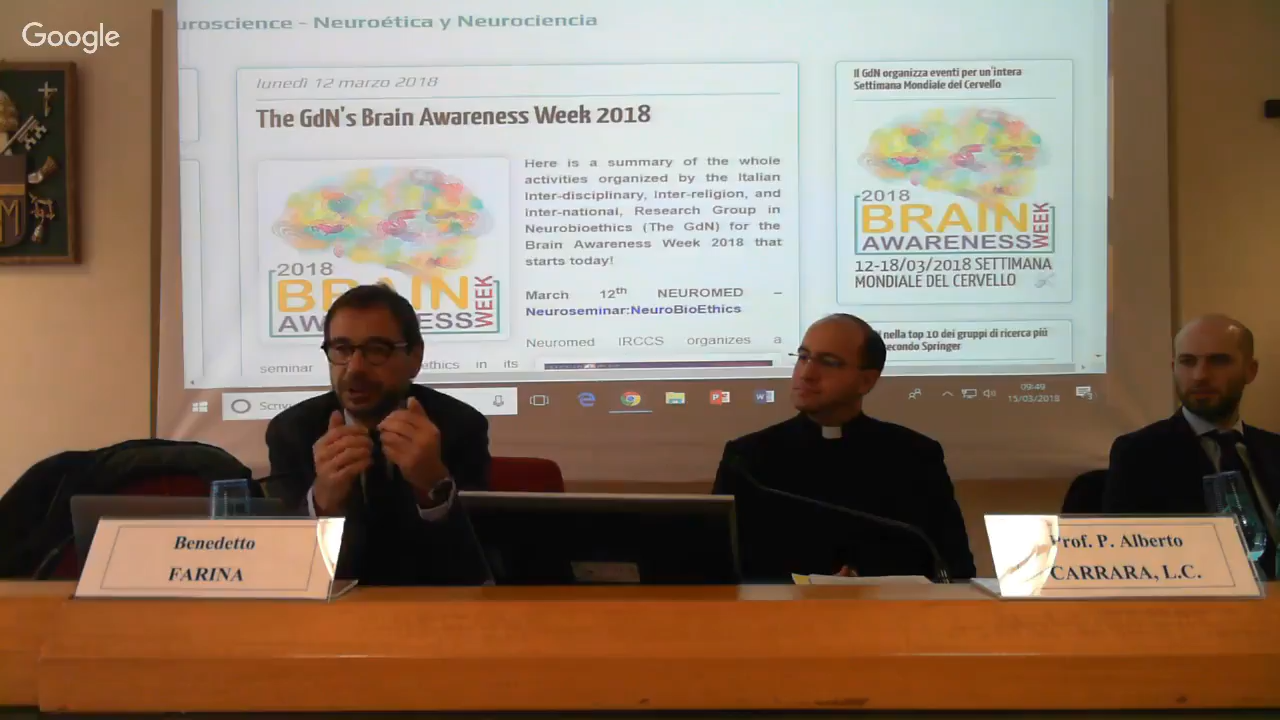 Google
uroscience - Neuroética y Neurociencia
lunedì 12 marzo 2018
The GdN's Brain Awareness Week 2018
Here is a summary of the whole
activities organized by the Italian
Inter-disciplinary, Inter-religion, and
Inter-national, Research Group in
Neurobioethics (The GdN) for the
Brain Awareness Week 2018 that
starts today!
March 12th NEUROMED –
Neuroseminar:NeuroBioEthics
Neuromed IRCCS organizes a
seminar ethics in its
2018
BRAIN
AWARENESS
WEEK
Il GdN organizza eventi per un'intera
Settimana Mondiale del Cervello
2018
BRAIN
AWARENESS
WEEK
12-18/03/2018 SETTIMANA
MONDIALE DEL CERVELLO
nella top 10 dei gruppi di ricerca più
secondo Springer
Scriv
09:49
15/03/2018
Benedetto
FARINA
Prof. P. Alberto
CARRARA, L.C.
M